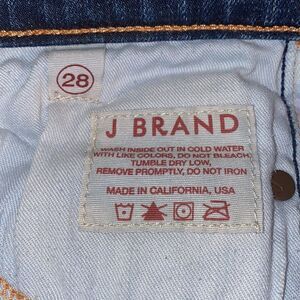 28
J BRAND
WASH INSIDE OUT IN COLD WATER
WITH LIKE COLORS, DO NOT BLEACH,
TUMBLE DRY LOW,
REMOVE PROMPTLY, DO NOT IRON
MADE IN CALIFORNIA, USA